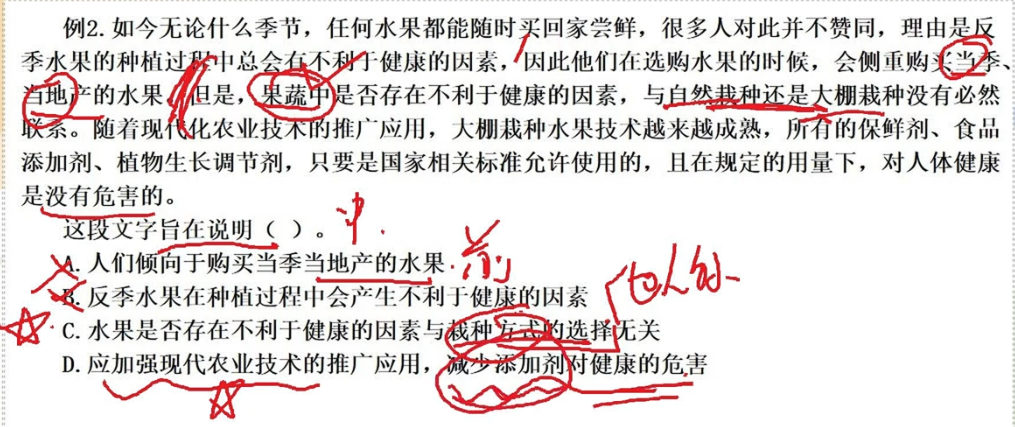 例2. 如今无论什么季节，任何水果都能随时买回家尝鲜，很多人对此并不赞同，理由是反
季水果的种植过程中总会有不利于健康的因素，因此他们在选购水果的时候，会侧重购买当季、
当地产的水果。但是，果蔬中是否存在不利于健康的因素，与自然栽种还是大棚栽种没有必然
联系。随着现代化农业技术的推广应用，大棚栽种水果技术越来越成熟，所有的保鲜剂、食品
添加剂、植物生长调节剂，只要是国家相关标准允许使用的，且在规定的用量下，对人体健康
是没有危害的。
这段文字旨在说明（ ）。
A. 人们倾向于购买当季当地产的水果
前
B. 反季水果在种植过程中会产生不利于健康的因素
C. 水果是否存在不利于健康的因素与栽种方式的选择无关
D. 应加强现代农业技术的推广应用，减少添加剂对健康的危害